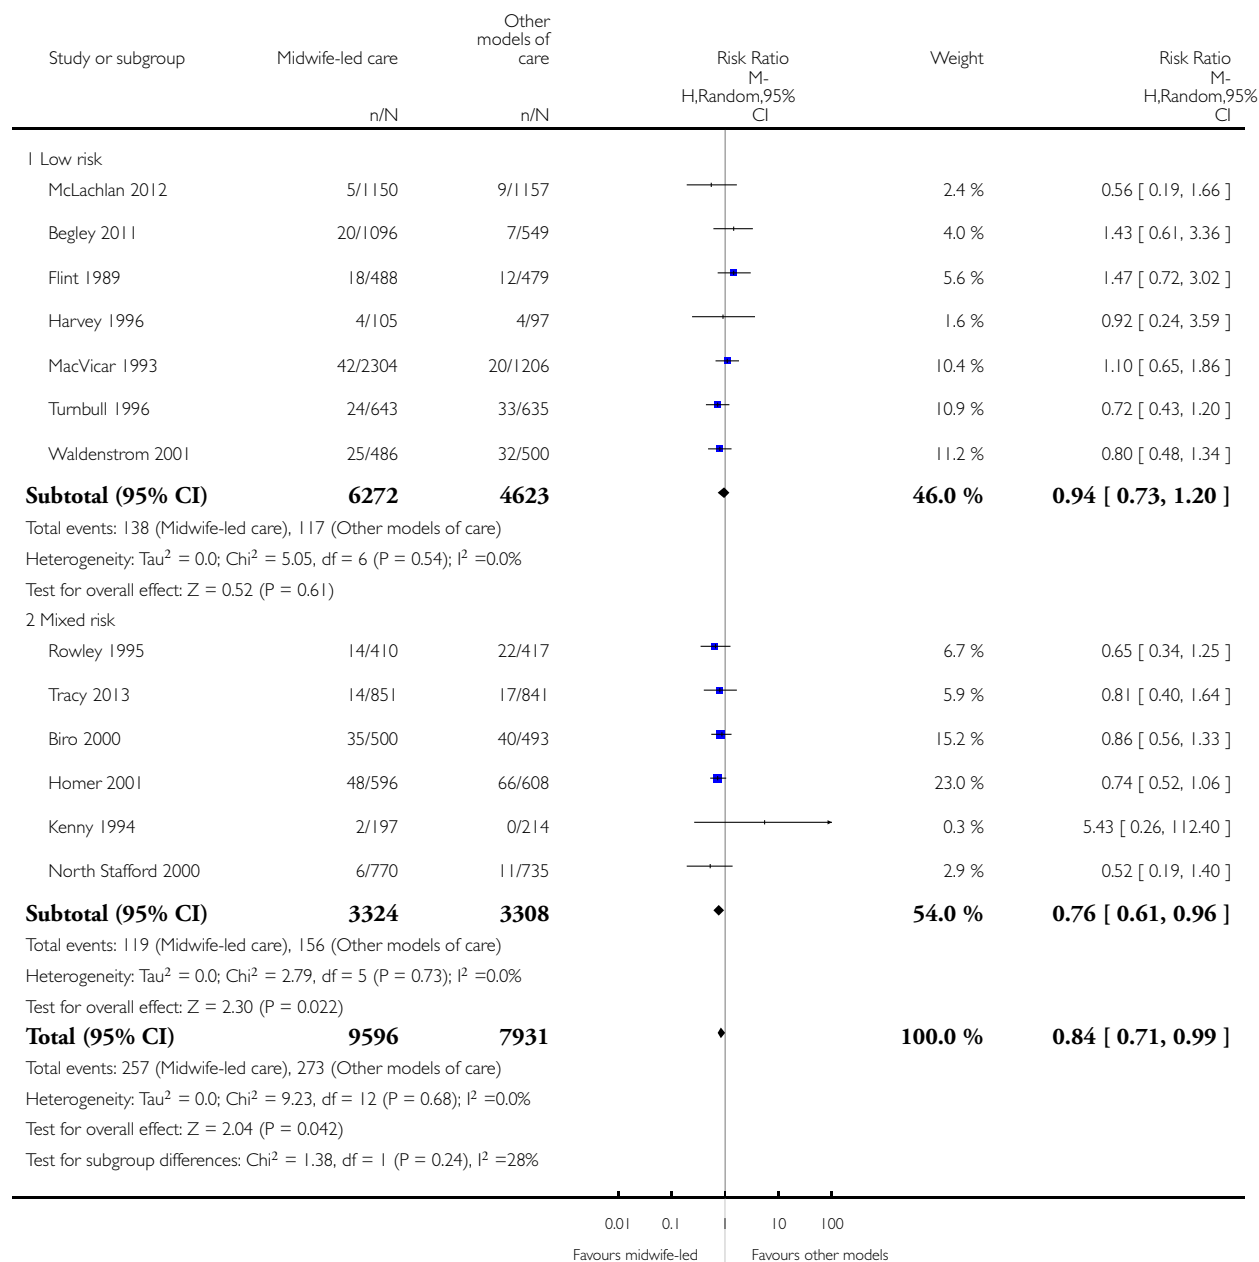 Other
models of
Study or subgroup Midwife-led care care Risk Ratio Weight Risk Ratio
M- M-
H,Random,95% H,Random,95%
n/N n/N CI CI
1 Low risk
McLachlan 2012 5/1150 9/1157 2.4 % 0.56 [ 0.19, 1.66 ]
Begley 2011 20/1096 7/549 4.0 % 1.43 [ 0.61, 3.36 ]
Flint 1989 18/488 12/479 5.6 % 1.47 [ 0.72, 3.02 ]
Harvey 1996 4/105 4/97 1.6 % 0.92 [ 0.24, 3.59 ]
MacVicar 1993 42/2304 20/1206 10.4 % 1.10 [ 0.65, 1.86 ]
Turnbull 1996 24/643 33/635 10.9 % 0.72 [ 0.43, 1.20 ]
Waldenstrom 2001 25/486 32/500 11.2 % 0.80 [ 0.48, 1.34 ]
Subtotal (95% CI) 6272 4623 46.0 % 0.94 [ 0.73, 1.20 ]
Total events: 138 (Midwife-led care), 117 (Other models of care)
Heterogeneity: Tau² = 0.0; Chi² = 5.05, df = 6 (P = 0.54); I² =0.0%
Test for overall effect: Z = 0.52 (P = 0.61)
2 Mixed risk
Rowley 1995 14/410 22/417 6.7 % 0.65 [ 0.34, 1.25 ]
Tracy 2013 14/851 17/841 5.9 % 0.81 [ 0.40, 1.64 ]
Biro 2000 35/500 40/493 15.2 % 0.86 [ 0.56, 1.33 ]
Homer 2001 48/596 66/608 23.0 % 0.74 [ 0.52, 1.06 ]
Kenny 1994 2/197 0/214 0.3 % 5.43 [ 0.26, 112.40 ]
North Stafford 2000 6/770 11/735 2.9 % 0.52 [ 0.19, 1.40 ]
Subtotal (95% CI) 3324 3308 54.0 % 0.76 [ 0.61, 0.96 ]
Total events: 119 (Midwife-led care), 156 (Other models of care)
Heterogeneity: Tau² = 0.0; Chi² = 2.79, df = 5 (P = 0.73); I² =0.0%
Test for overall effect: Z = 2.30 (P = 0.022)
Total (95% CI) 9596 7931 100.0 % 0.84 [ 0.71, 0.99 ]
Total events: 257 (Midwife-led care), 273 (Other models of care)
Heterogeneity: Tau² = 0.0; Chi² = 9.23, df = 12 (P = 0.68); I² =0.0%
Test for overall effect: Z = 2.04 (P = 0.042)
Test for subgroup differences: Chi² = 1.38, df = 1 (P = 0.24), I² =28%
0.01 0.1 1 10 100
Favours midwife-led Favours other models